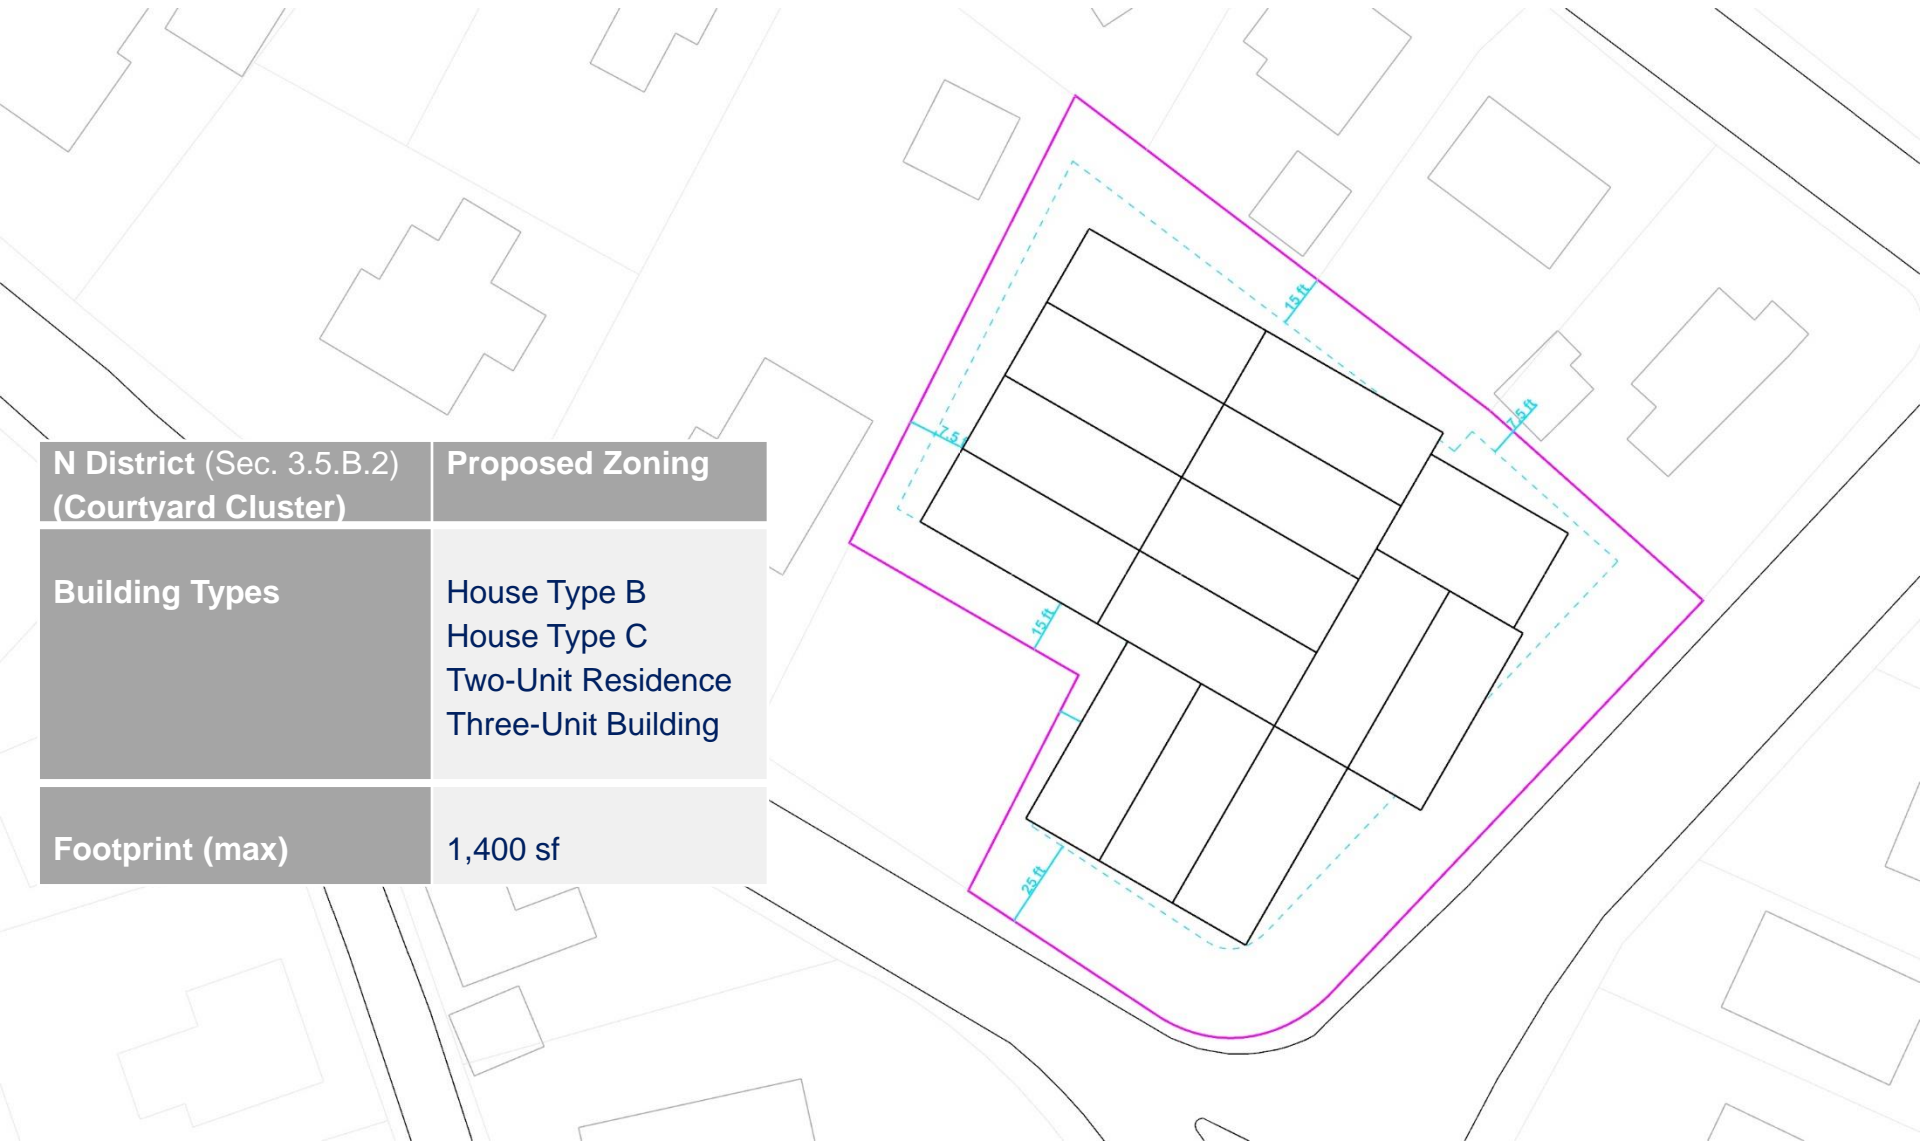 N District (Sec. 3.5.B.2)
(Courtyard Cluster)
Proposed Zoning
Building Types
House Type B
House Type C
Two-Unit Residence
Three-Unit Building
Footprint (max)
1,400 sf
15 ft
7.5 ft
7.5
15 ft
25 ft